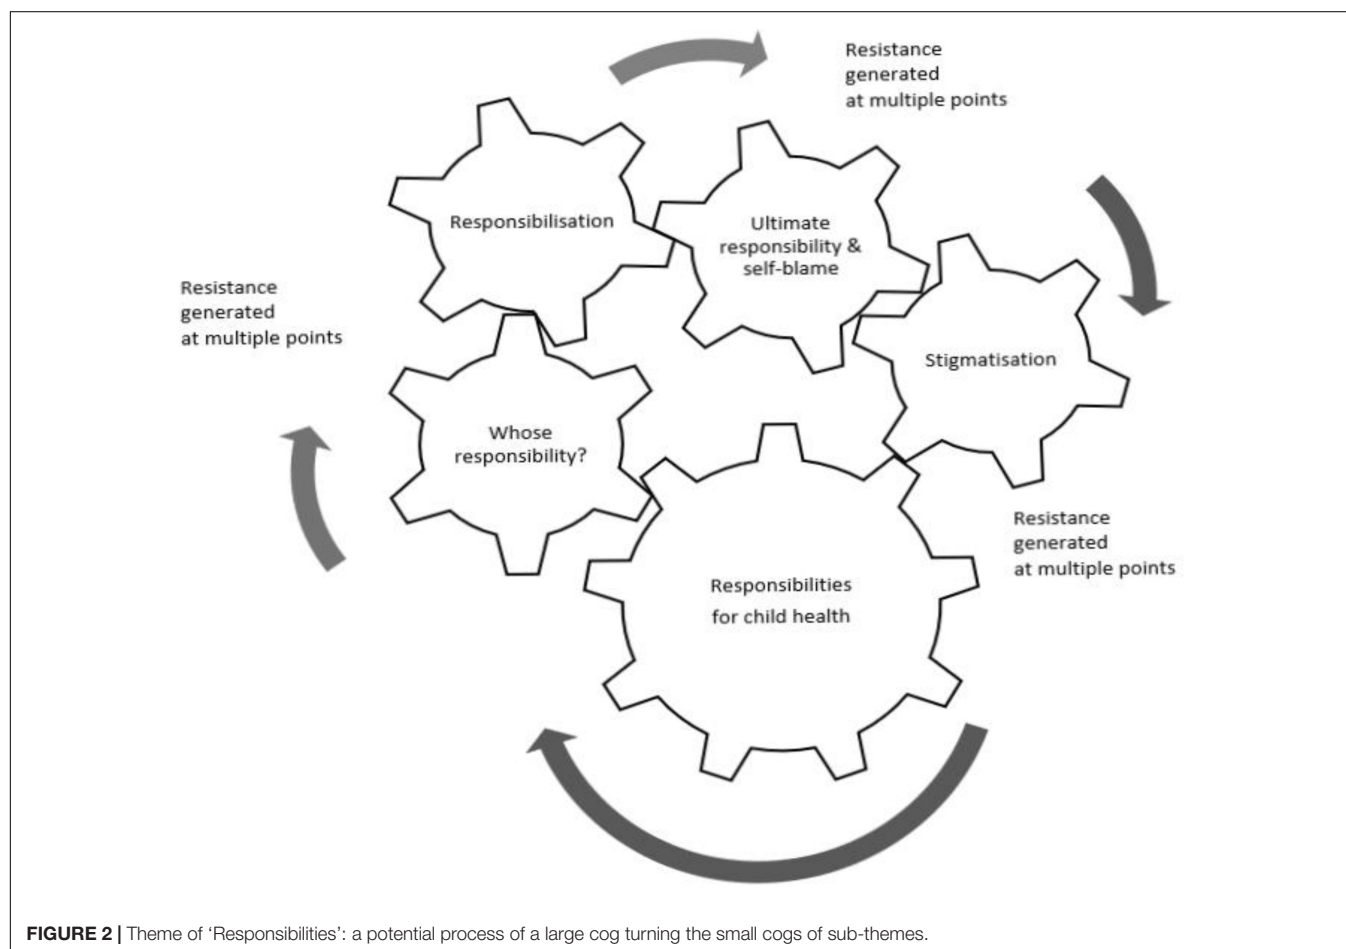 Resistance
generated
at multiple points
Responsibilisation
Ultimate
responsibility &
self-blame
Resistance
generated
at multiple points
Stigmatisation
Whose
responsibility?
Resistance
generated
at multiple points
Responsibilities
for child health
FIGURE 2 | Theme of ‘Responsibilities’: a potential process of a large cog turning the small cogs of sub-themes.